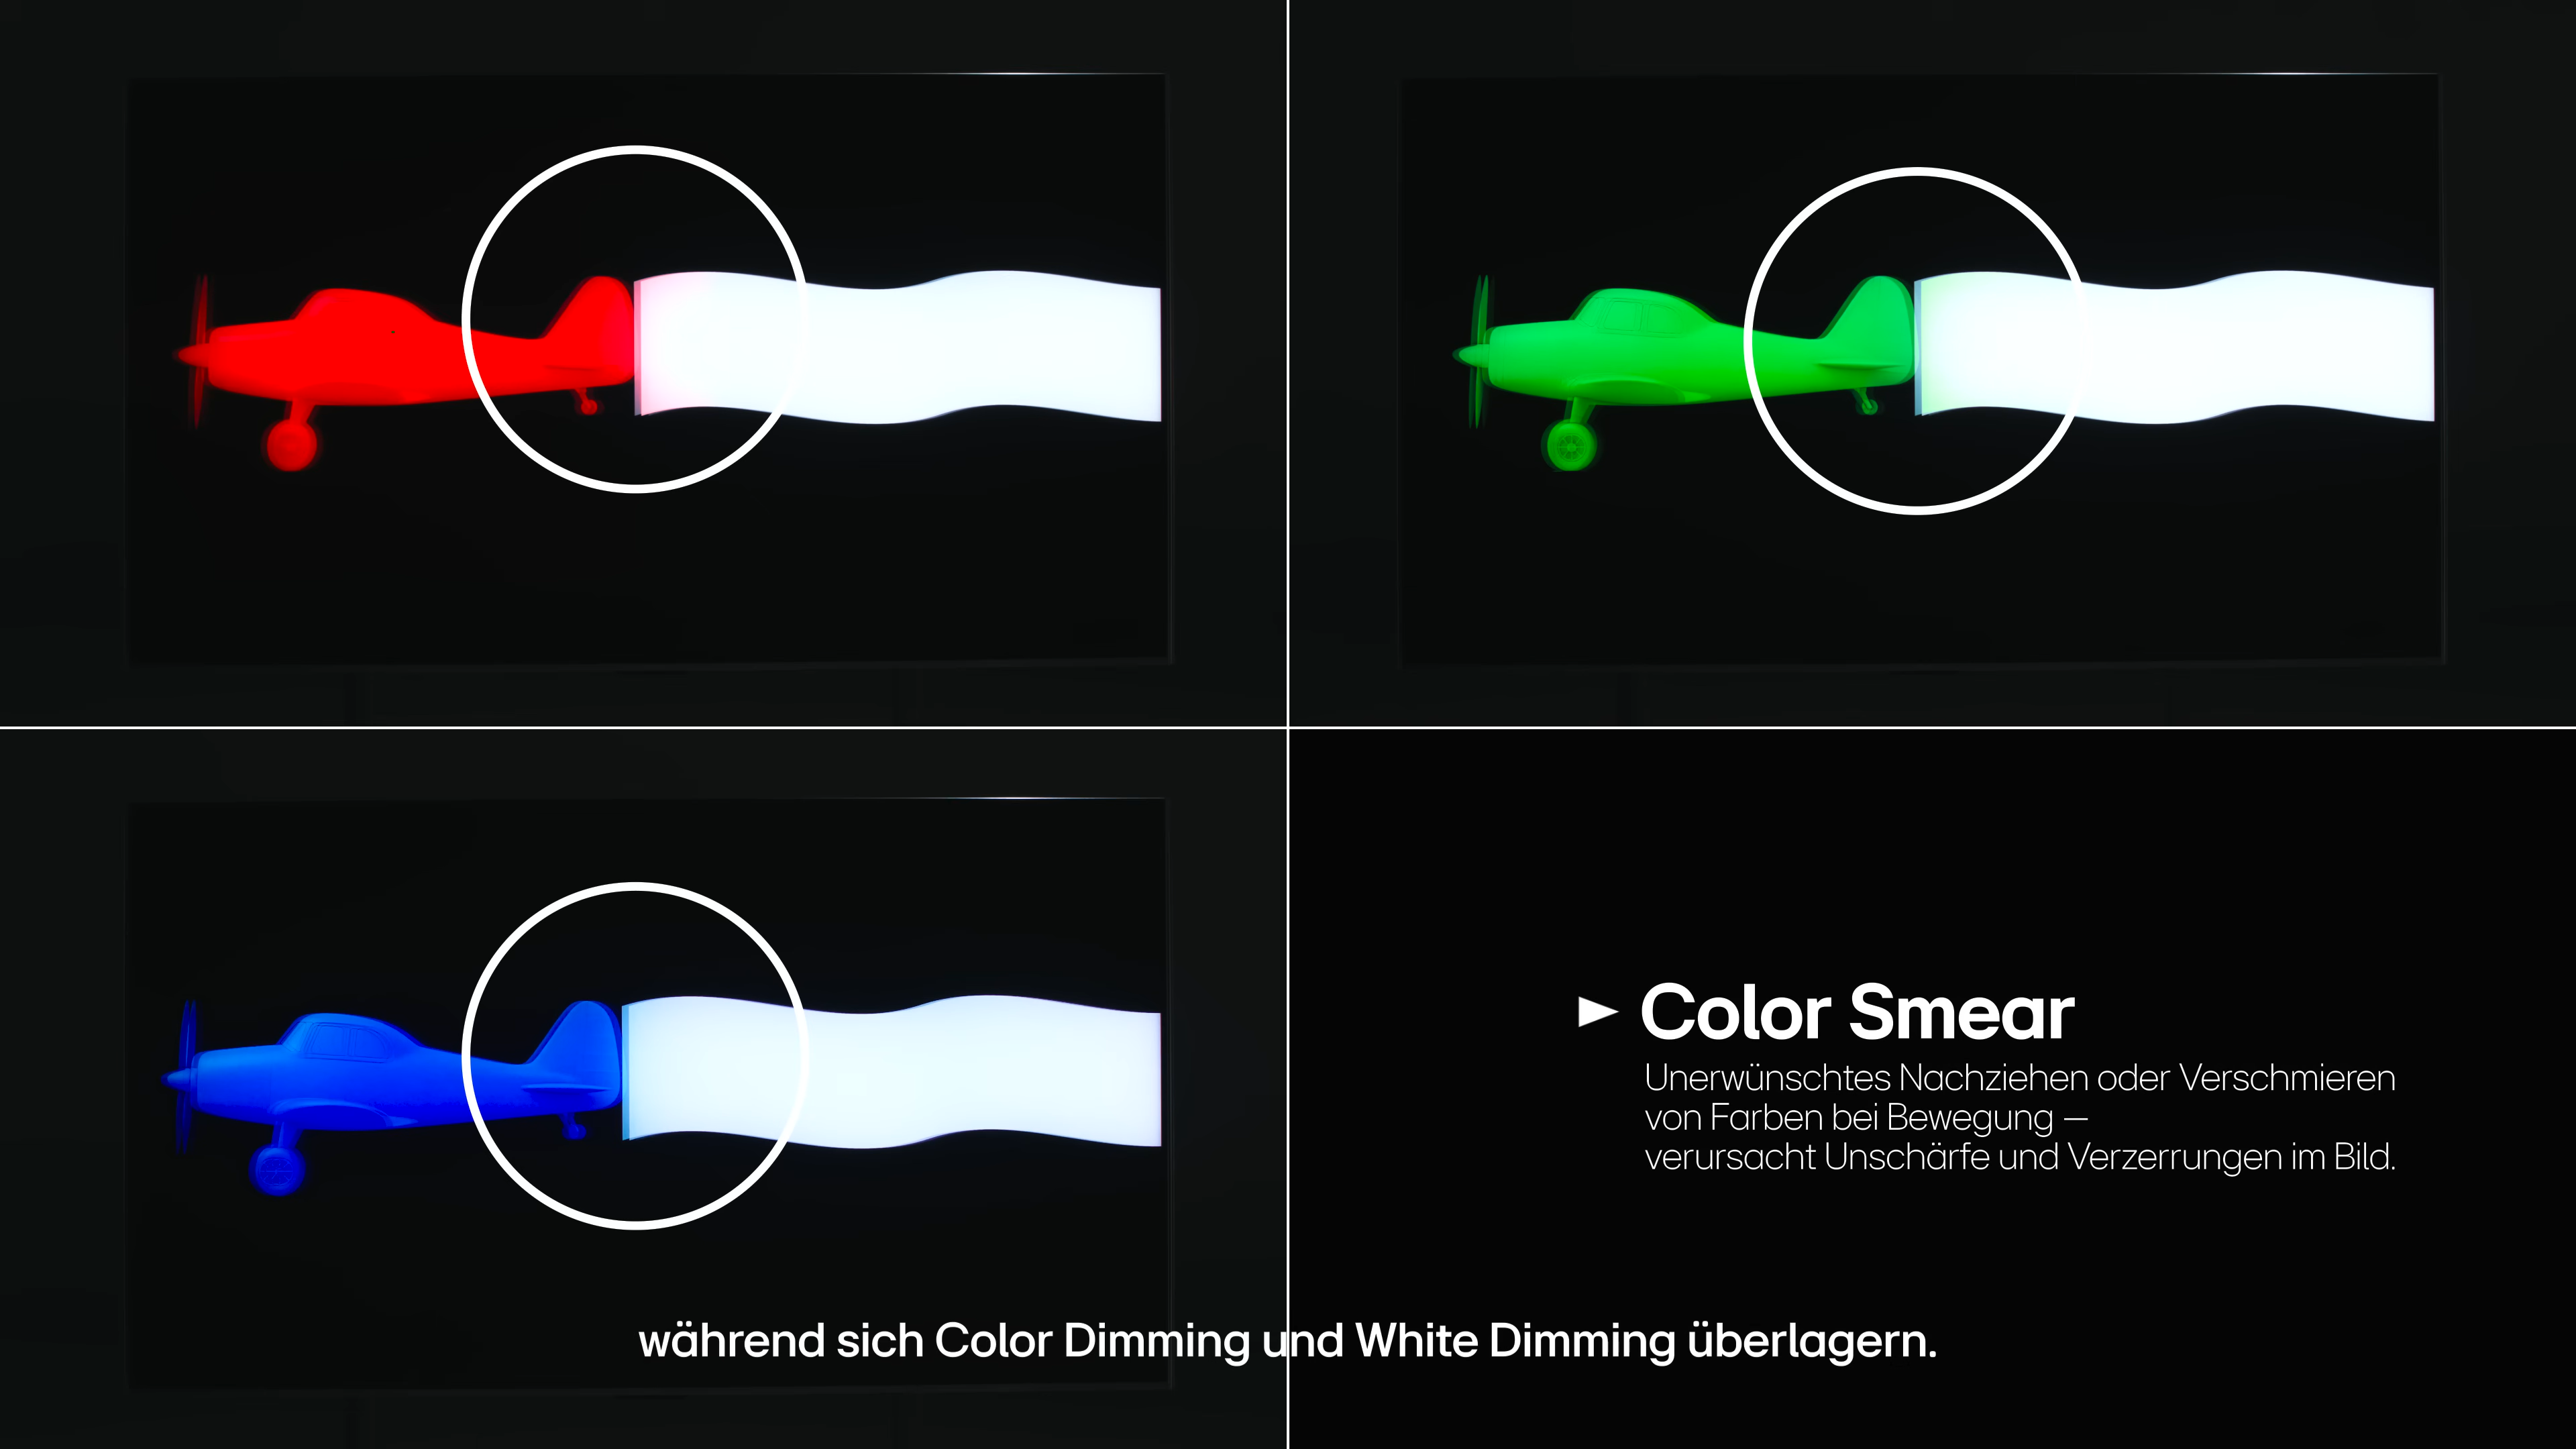 Color Smear
Unerwünschtes Nachziehen oder Verschmieren
von Farben bei Bewegung —
verursacht Unschärfe und Verzerrungen im Bild.
während sich Color Dimming und White Dimming überlagern.